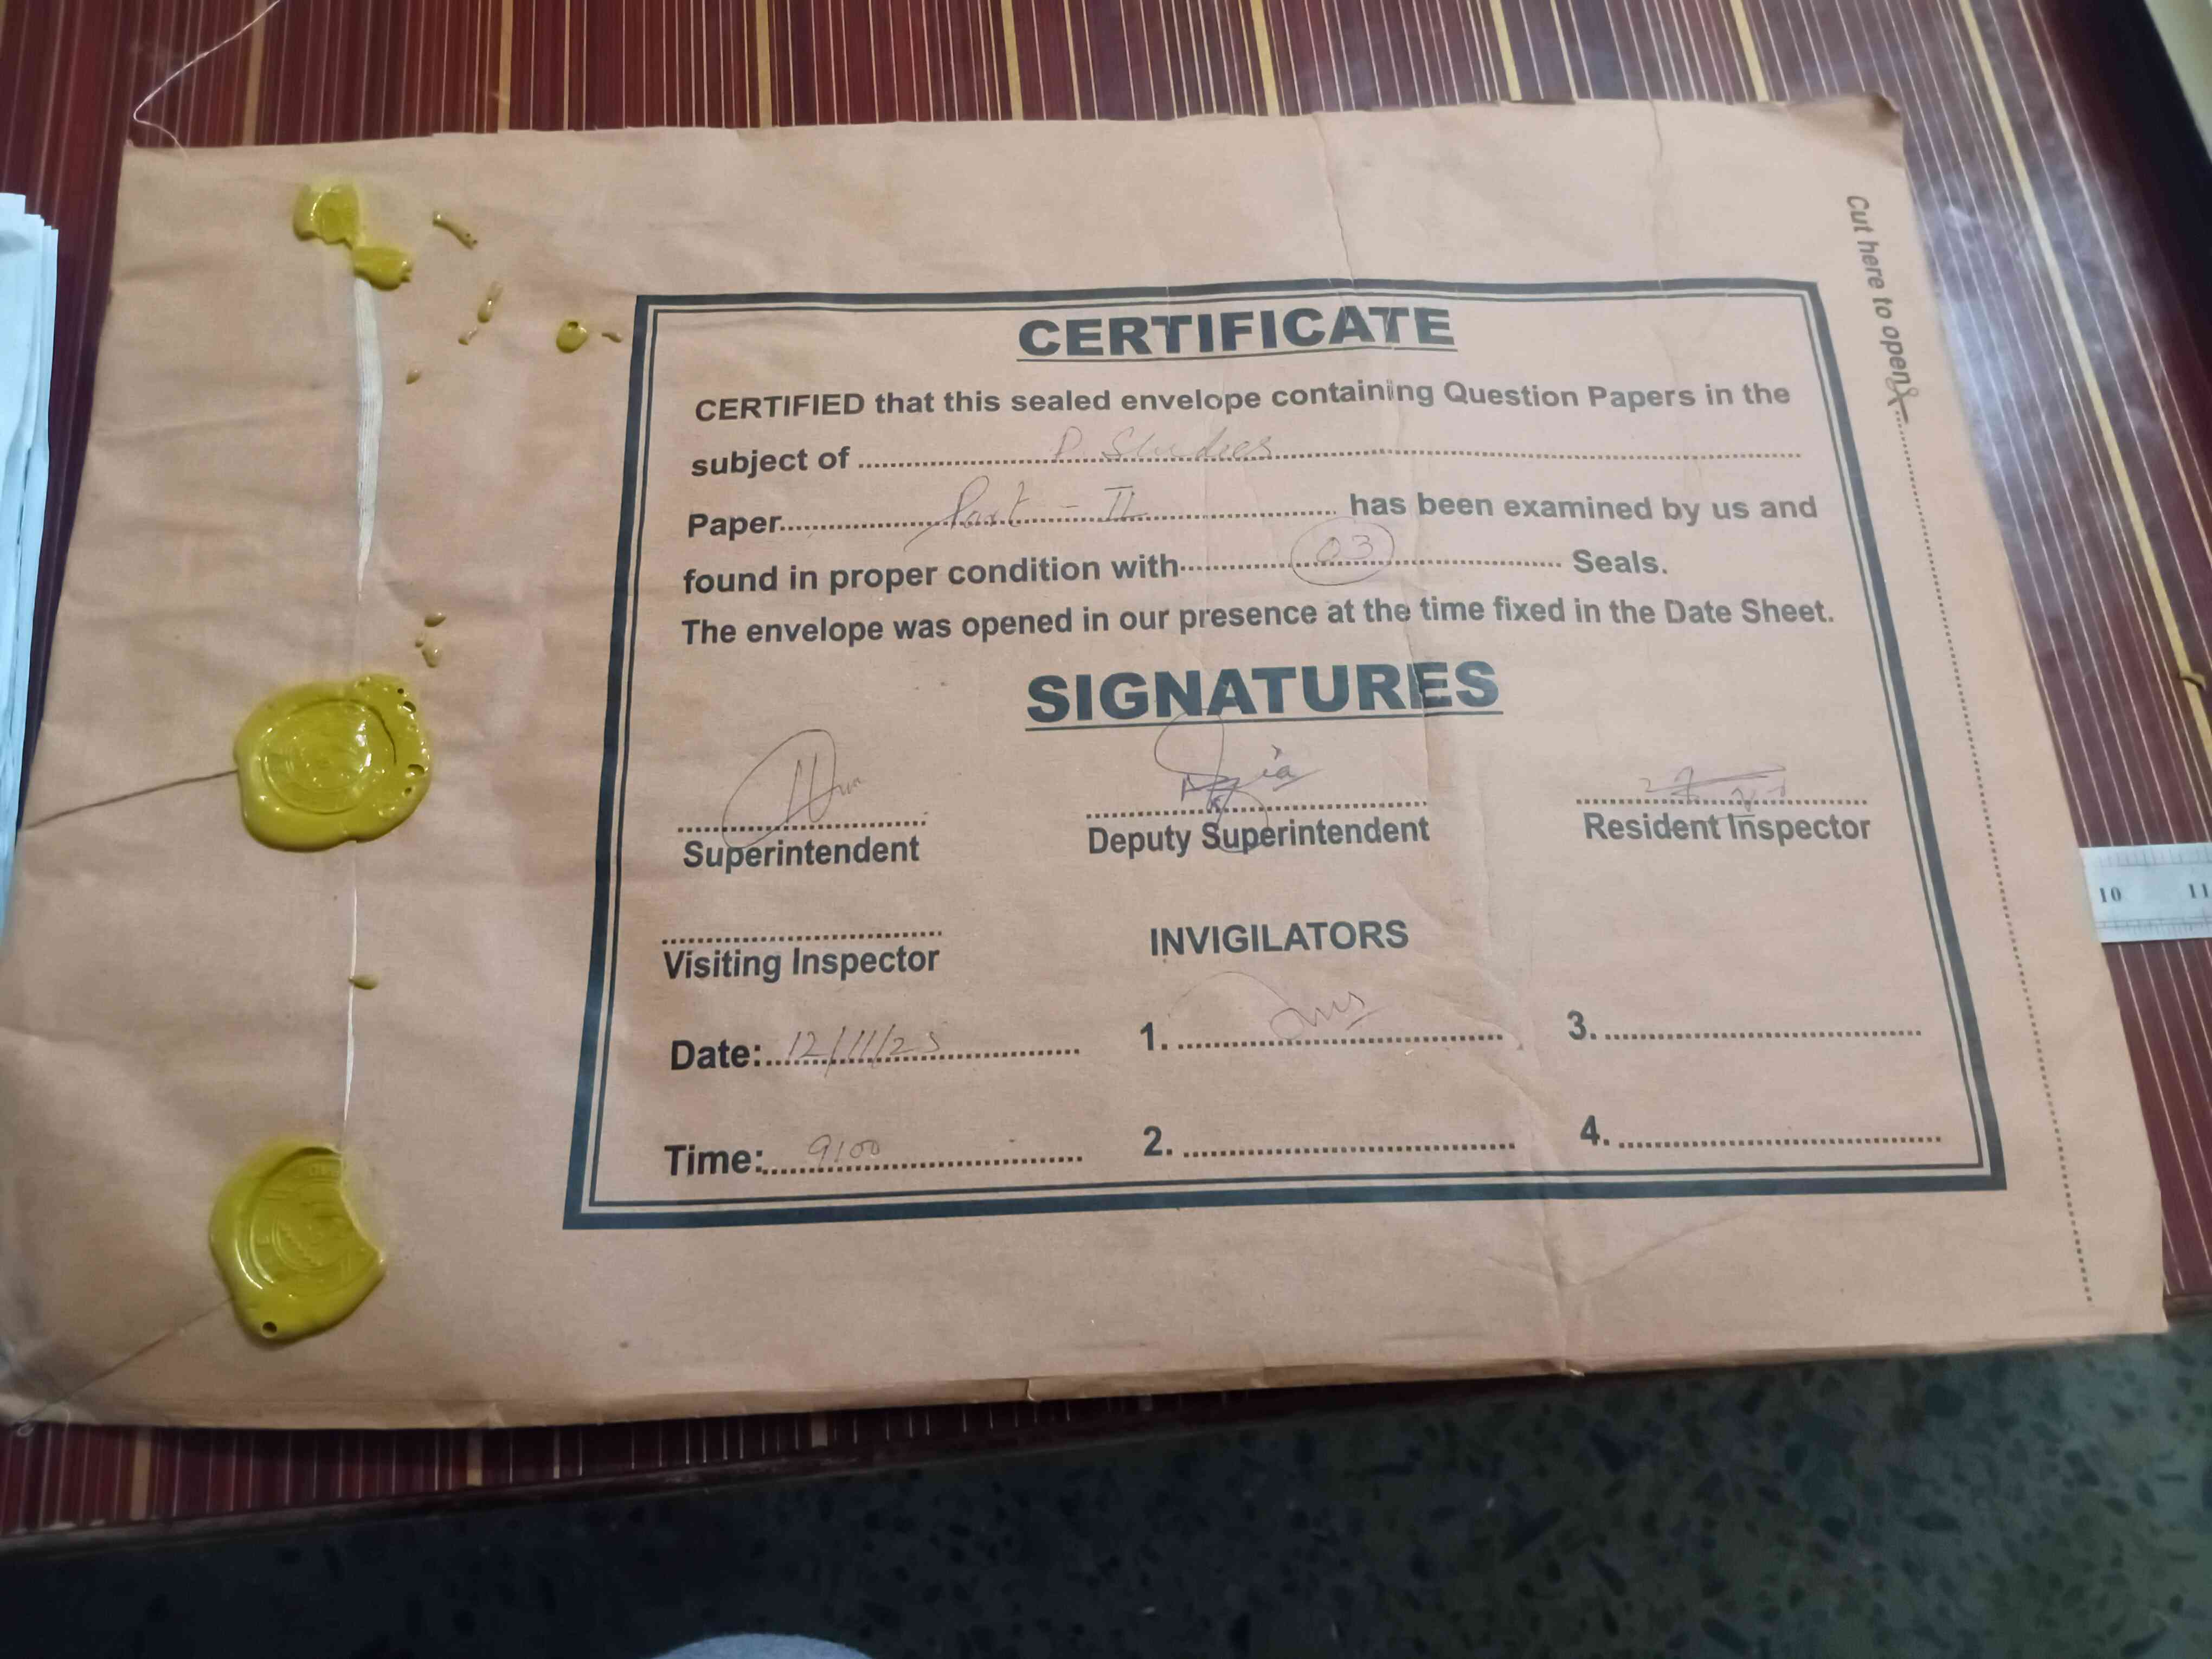 CERTIFICATE
CERTIFIED that this sealed envelope containing Question Papers in the
subject of P. Studies
Paper Part - II has been examined by us and
found in proper condition with 03 Seals.
The envelope was opened in our presence at the time fixed in the Date Sheet.
SIGNATURES
Superintendent
Deputy Superintendent
Resident Inspector
Visiting Inspector
INVIGILATORS
Date: 12/11/25
1.
3.
Time: 9:00
2.
4.
Cut here to open
10 11